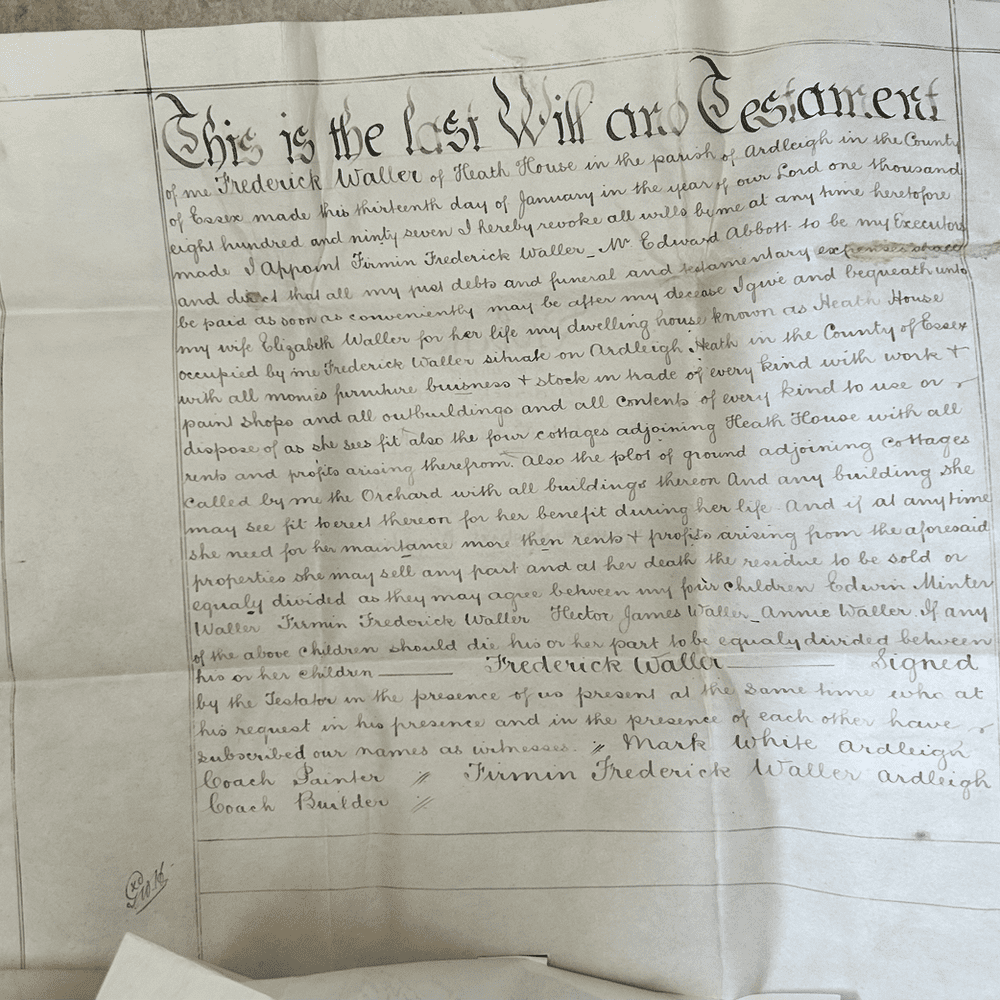 This is the last Will and Testament
of me Frederick Waller of Heath House in the parish of Ardleigh in the County
of Essex made this thirteenth day of January in the year of our Lord one thousand
eight hundred and ninty seven I hereby revoke all wills by me at any time heretofore
made I Appoint Firmin Frederick Waller _ Mr Edward Abbott to be my Executors
and direct that all my just debts and funeral and testamentary expenses shall
be paid as soon as conveniently may be after my decease I give and bequeath unto
my wife Elizabeth Waller for her life my dwelling house known as Heath House
occupied by me Frederick Waller situate on Ardleigh Heath in the County of Essex
with all monies furniture buisness + stock in trade of every kind with work +
paint shops and all outbuildings and all contents of every kind to use or
dispose of as she sees fit also the four cottages adjoining Heath House with all
rents and profits arising therefrom. Also the plot of ground adjoining cottages
called by me the Orchard with all buildings thereon And any building she
may see fit to erect thereon for her benefit during her life. And if at any time
she need for her maintance more then rents + profits arising from the aforesaid
properties she may sell any part and at her death the residue to be sold or
equaly divided as they may agree between my four children Edwin Minter
Waller Firmin Frederick Waller Hector James Waller _ Annie Waller. If any
of the above children should die his or her part to be equaly divided between
his or her children ——— Frederick Waller ——— Signed
by the Testator in the presence of us present at the same time who at
his request in his presence and in the presence of each other have
subscribed our names as witnesses. // Mark White Ardleigh
Coach Painter // Firmin Frederick Waller Ardleigh
Coach Builder //